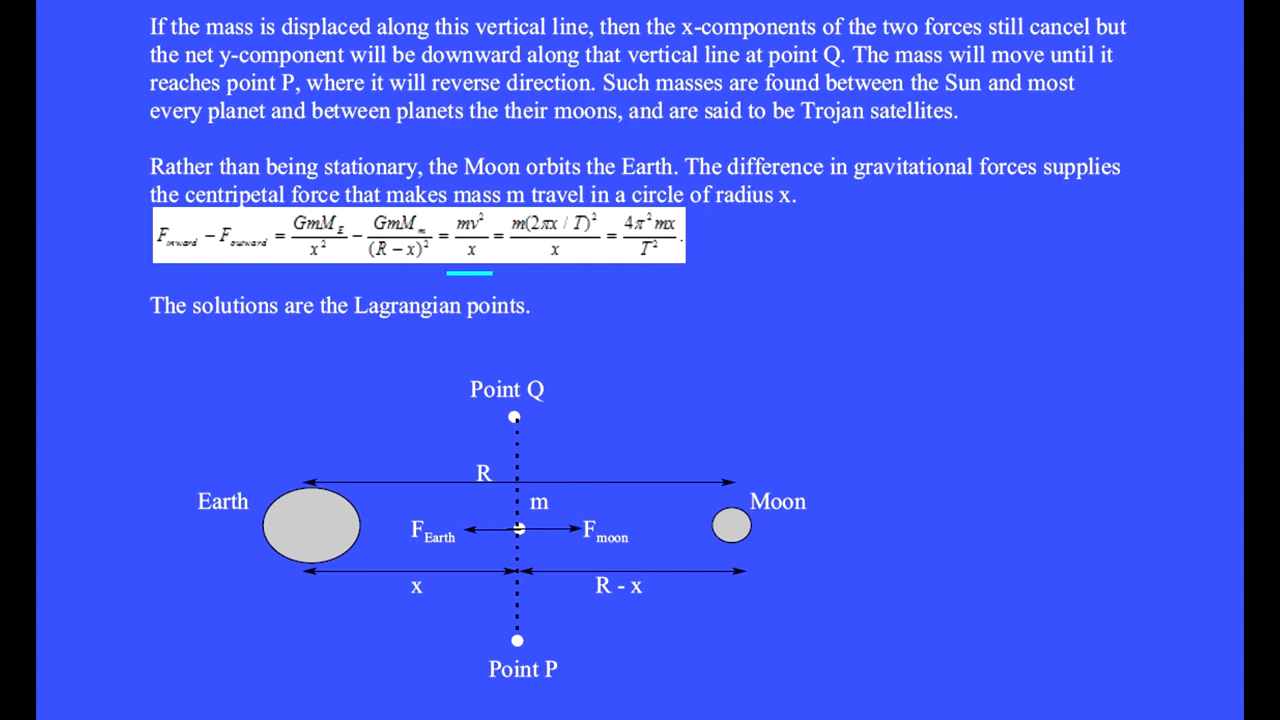 If the mass is displaced along this vertical line, then the x-components of the two forces still cancel but
the net y-component will be downward along that vertical line at point Q. The mass will move until it
reaches point P, where it will reverse direction. Such masses are found between the Sun and most
every planet and between planets the their moons, and are said to be Trojan satellites.
Rather than being stationary, the Moon orbits the Earth. The difference in gravitational forces supplies
the centripetal force that makes mass m travel in a circle of radius x.
F_inward − F_outward = GmM_E / x² − GmM_m / (R − x)² = mv² / x = m(2πx / T)² / x = 4π²mx / T².
The solutions are the Lagrangian points.
Point Q
R
Earth
m
Moon
F_Earth
F_moon
x
R - x
Point P